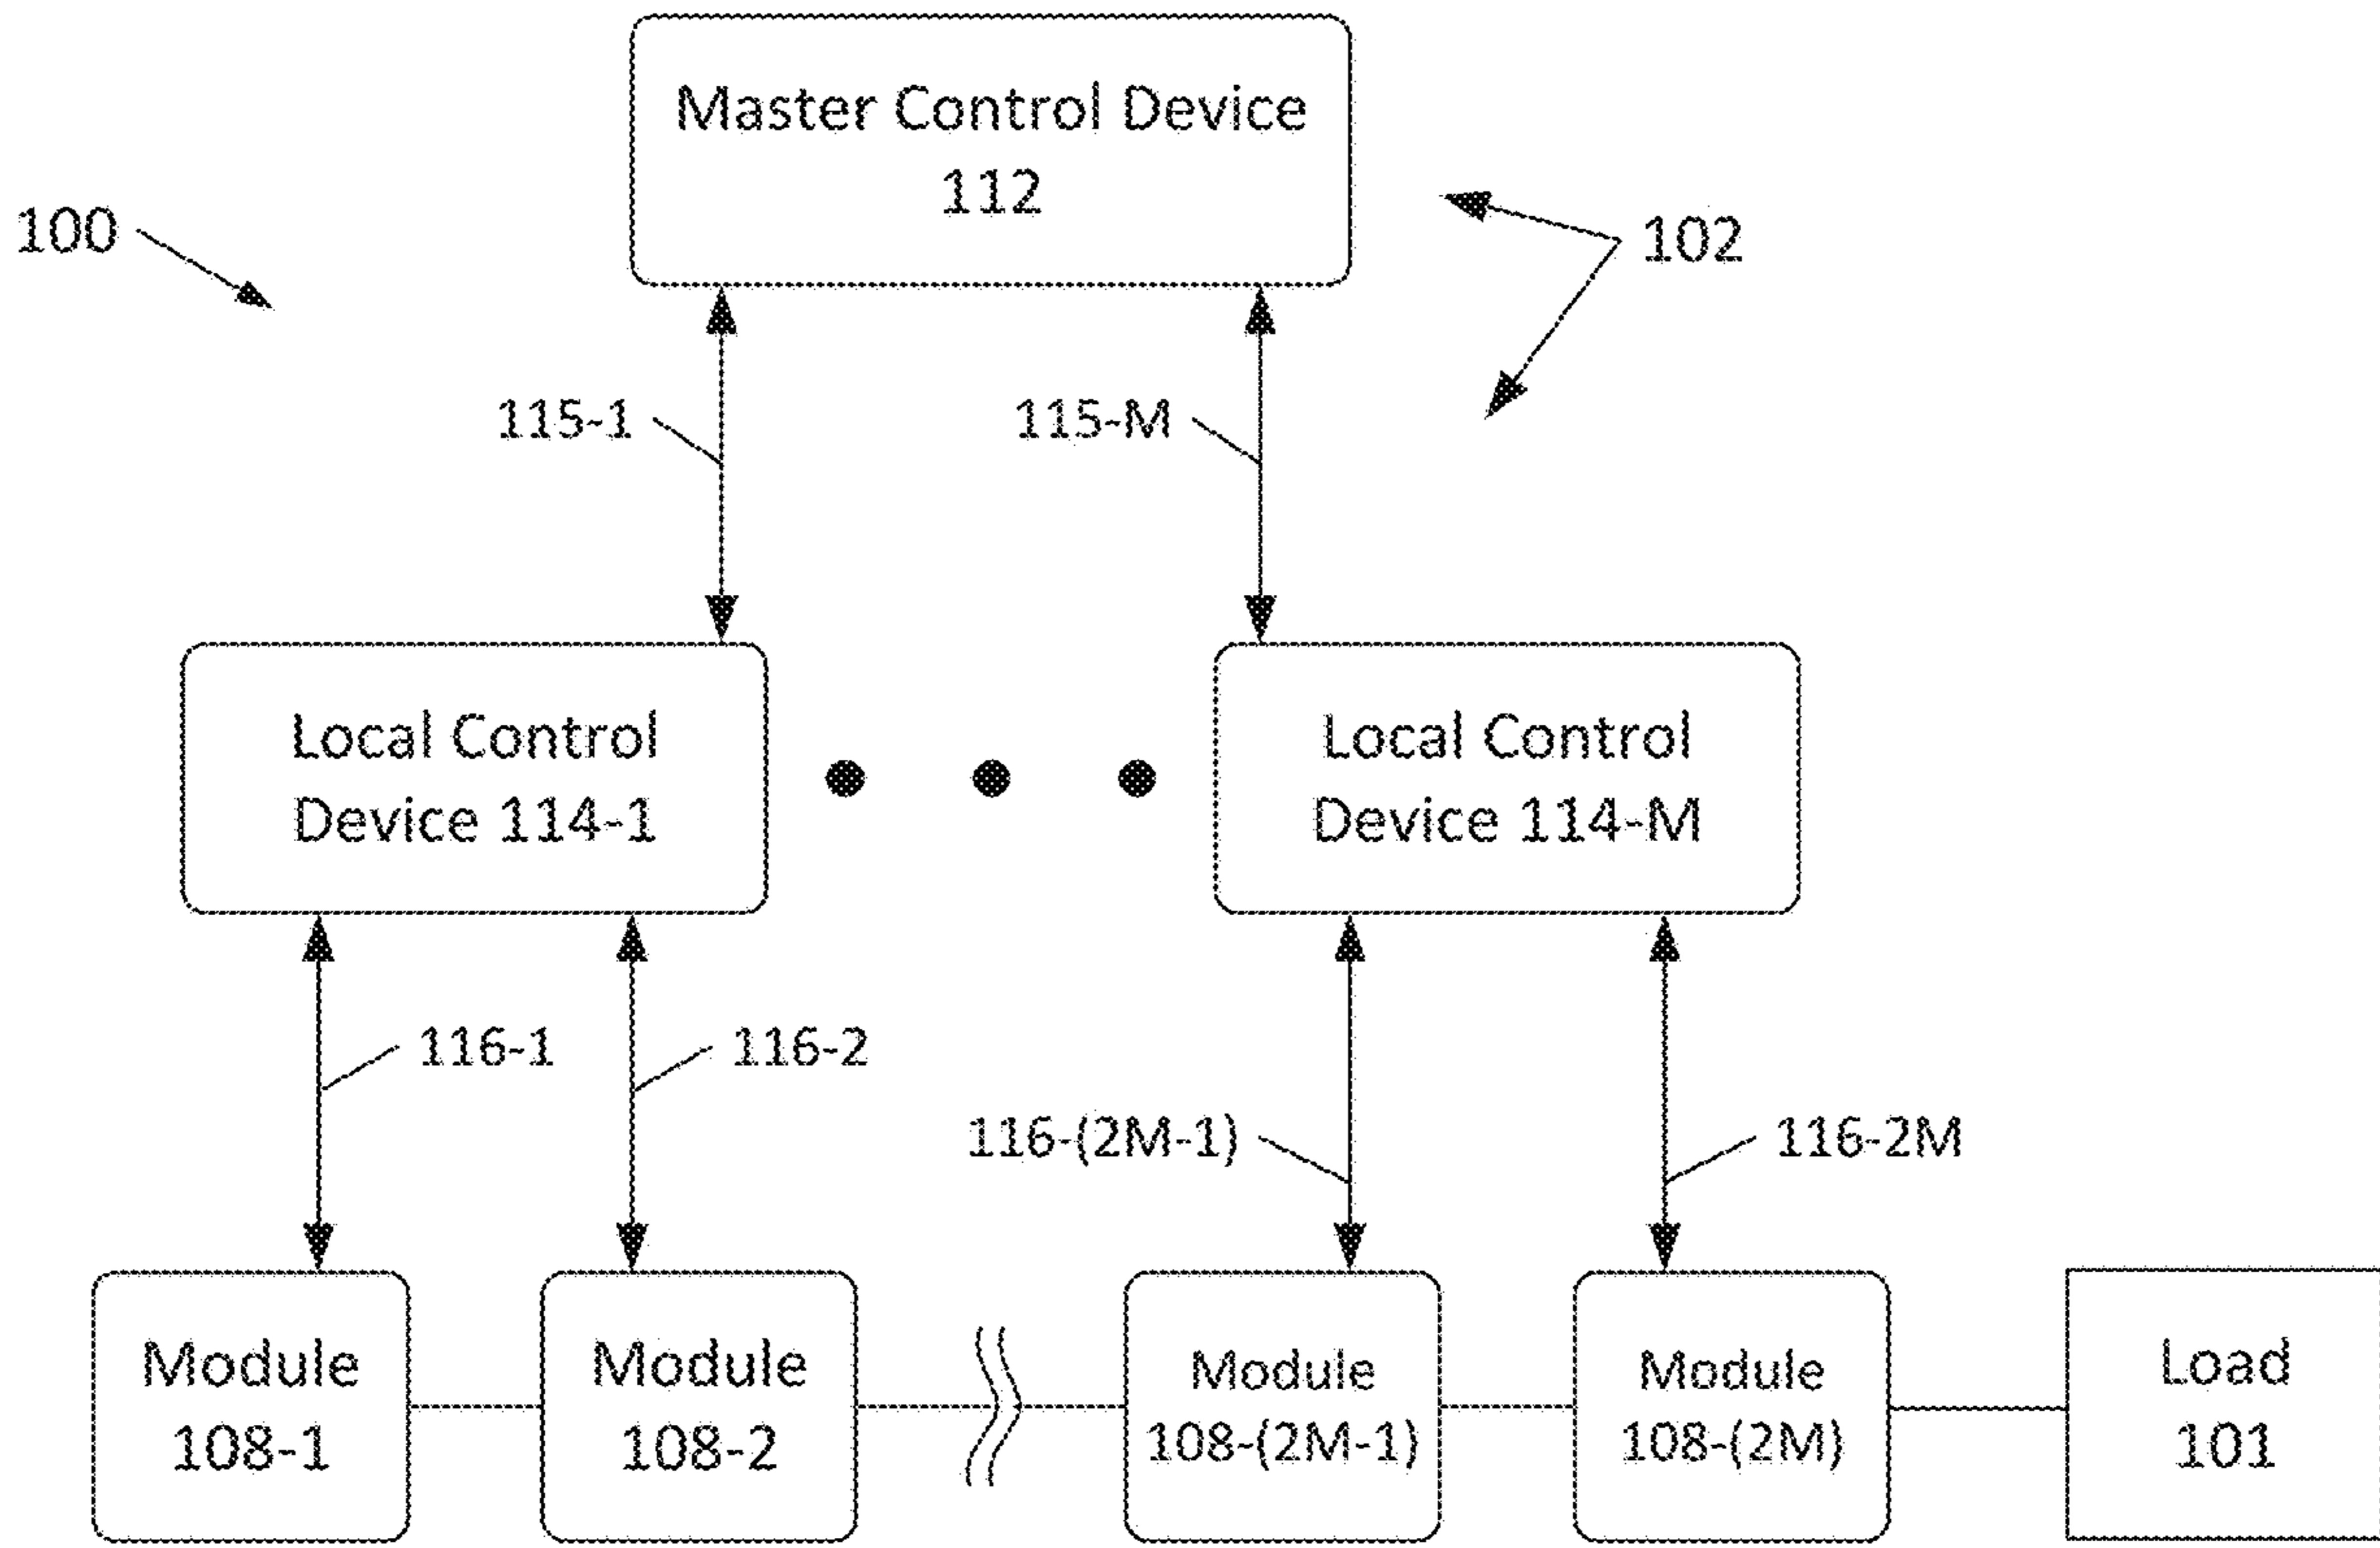 Master Control Device
112
100
102
115-1
115-M
Local Control
Device 114-1
Local Control
Device 114-M
116-1
116-2
116-(2M-1)
116-2M
Module
108-1
Module
108-2
Module
108-(2M-1)
Module
108-(2M)
Load
101